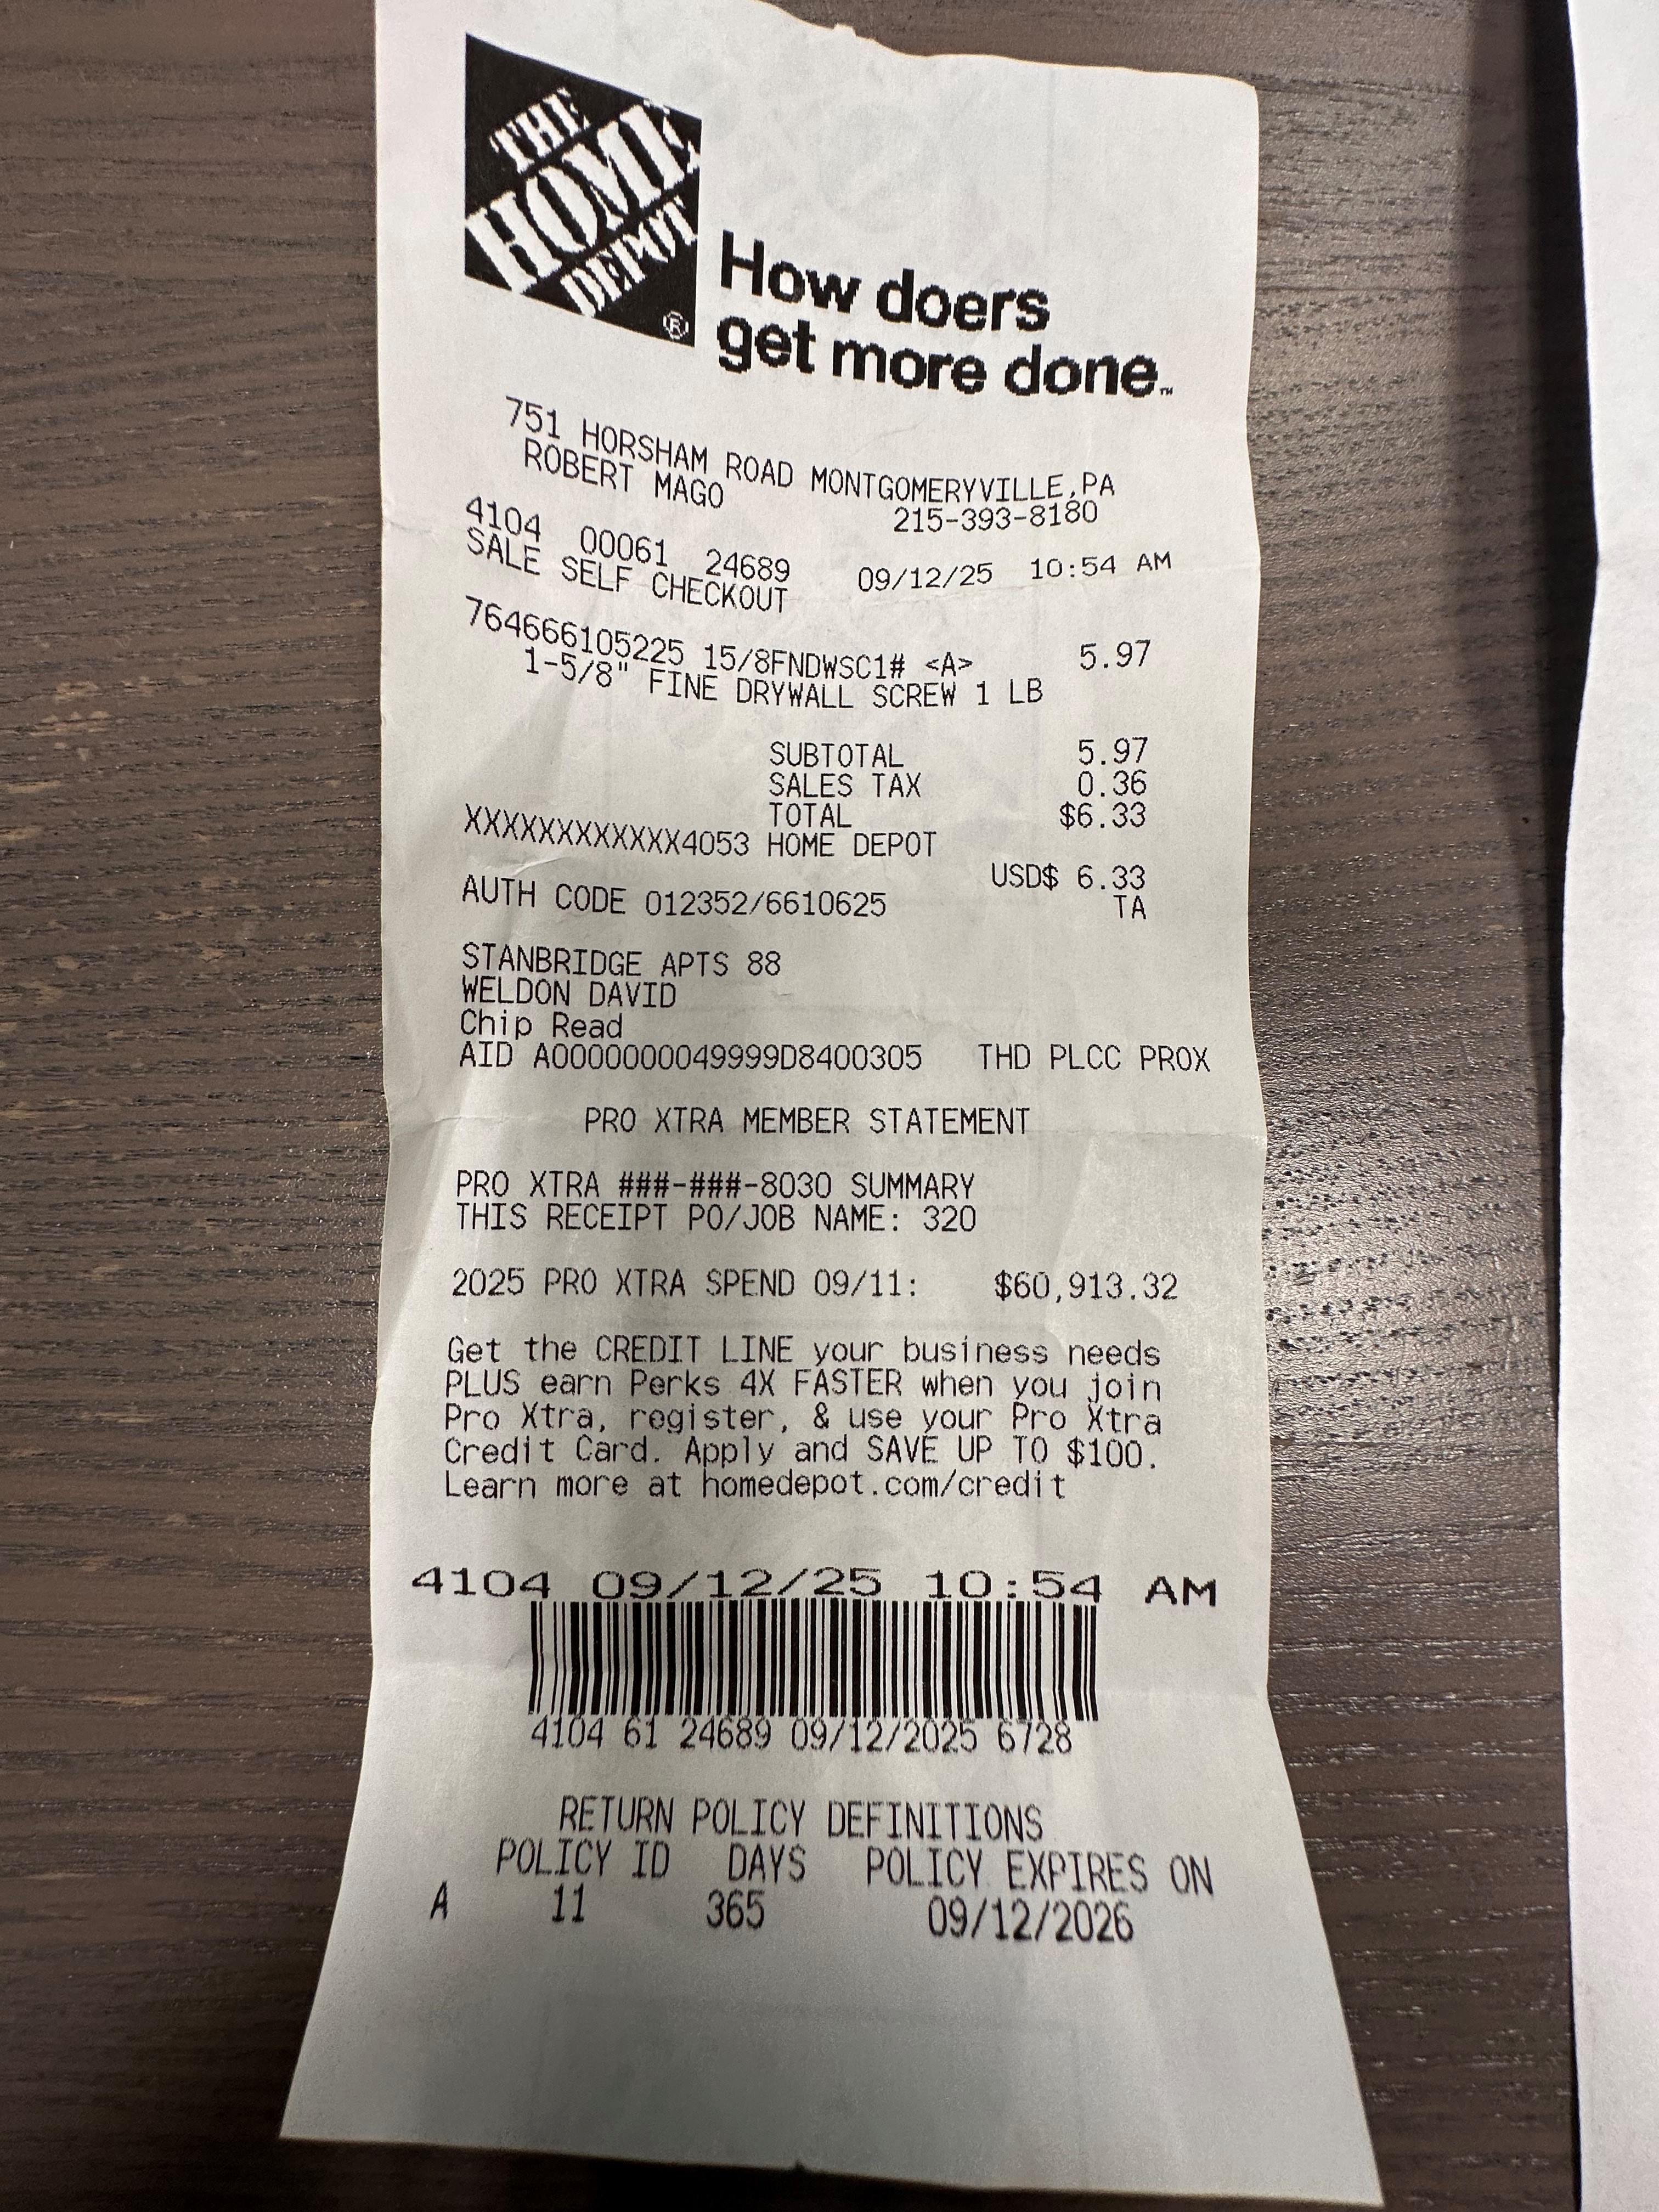 THE
HOME
DEPOT
®
How doers
get more done™
751 HORSHAM ROAD MONTGOMERYVILLE,PA
ROBERT MAGO 215-393-8180
4104 00061 24689 09/12/25 10:54 AM
SALE SELF CHECKOUT
764666105225 15/8FNDWSC1# <A> 5.97
1-5/8" FINE DRYWALL SCREW 1 LB
SUBTOTAL 5.97
SALES TAX 0.36
TOTAL $6.33
XXXXXXXXXXXX4053 HOME DEPOT
USD$ 6.33
AUTH CODE 012352/6610625 TA
STANBRIDGE APTS 88
WELDON DAVID
Chip Read
AID A0000000049999D8400305 THD PLCC PROX
PRO XTRA MEMBER STATEMENT
PRO XTRA ###-###-8030 SUMMARY
THIS RECEIPT PO/JOB NAME: 320
2025 PRO XTRA SPEND 09/11: $60,913.32
Get the CREDIT LINE your business needs
PLUS earn Perks 4X FASTER when you join
Pro Xtra, register, & use your Pro Xtra
Credit Card. Apply and SAVE UP TO $100.
Learn more at homedepot.com/credit
4104 09/12/25 10:54 AM
4104 61 24689 09/12/2025 6728
RETURN POLICY DEFINITIONS
POLICY ID DAYS POLICY EXPIRES ON
A 11 365 09/12/2026